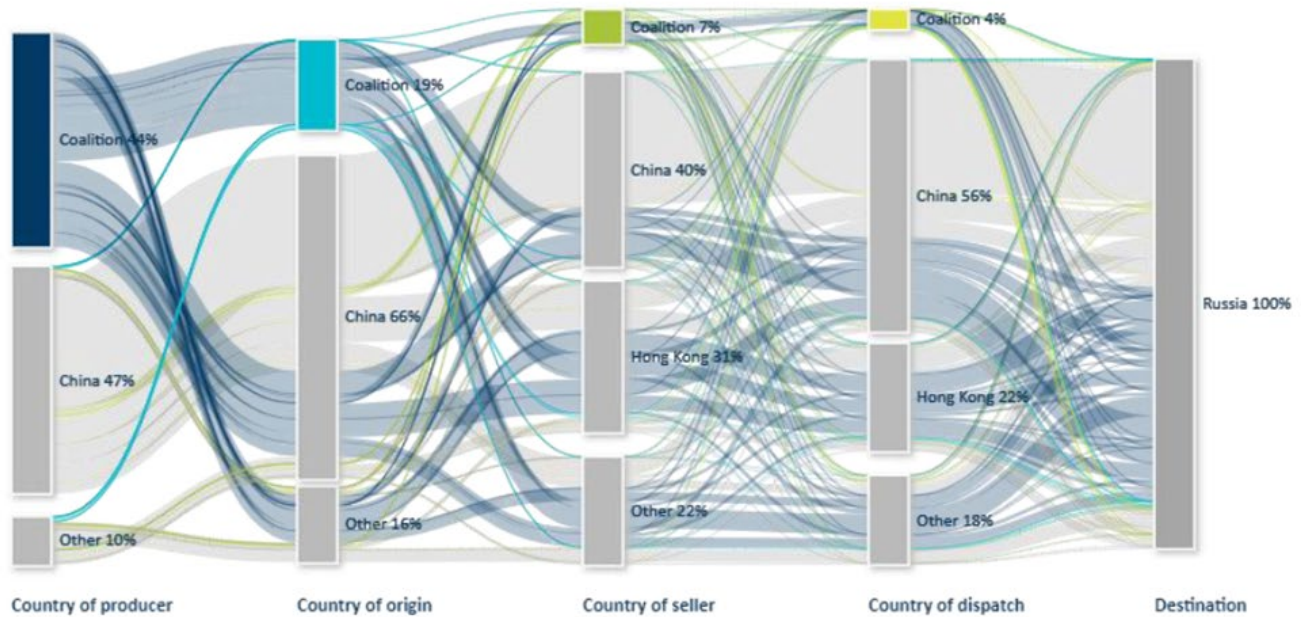 Coalition 44%
China 47%
Other 10%
Coalition 19%
China 66%
Other 16%
Coalition 7%
China 40%
Hong Kong 31%
Other 22%
Coalition 4%
China 56%
Hong Kong 22%
Other 18%
Russia 100%
Country of producer
Country of origin
Country of seller
Country of dispatch
Destination